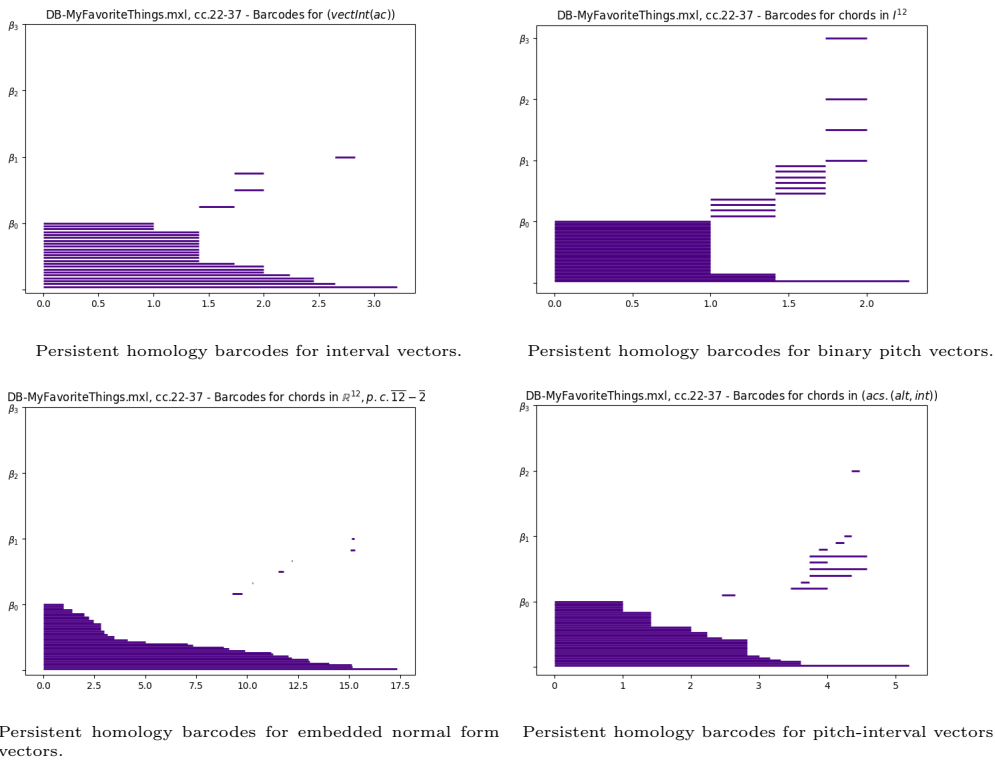 DB-MyFavoriteThings.mxl, cc.22-37 - Barcodes for (vectInt(ac))
β3
β2
β1
β0
0.0 0.5 1.0 1.5 2.0 2.5 3.0
Persistent homology barcodes for interval vectors.
DB-MyFavoriteThings.mxl, cc.22-37 - Barcodes for chords in I^12
β3
β2
β1
β0
0.0 0.5 1.0 1.5 2.0
Persistent homology barcodes for binary pitch vectors.
DB-MyFavoriteThings.mxl, cc.22-37 - Barcodes for chords in ℝ^12, p. c. \overline{12} − \overline{2}
β3
β2
β1
β0
0.0 2.5 5.0 7.5 10.0 12.5 15.0 17.5
Persistent homology barcodes for embedded normal form
vectors.
DB-MyFavoriteThings.mxl, cc.22-37 - Barcodes for chords in (acs. (alt, int))
β3
β2
β1
β0
0 1 2 3 4 5
Persistent homology barcodes for pitch-interval vectors